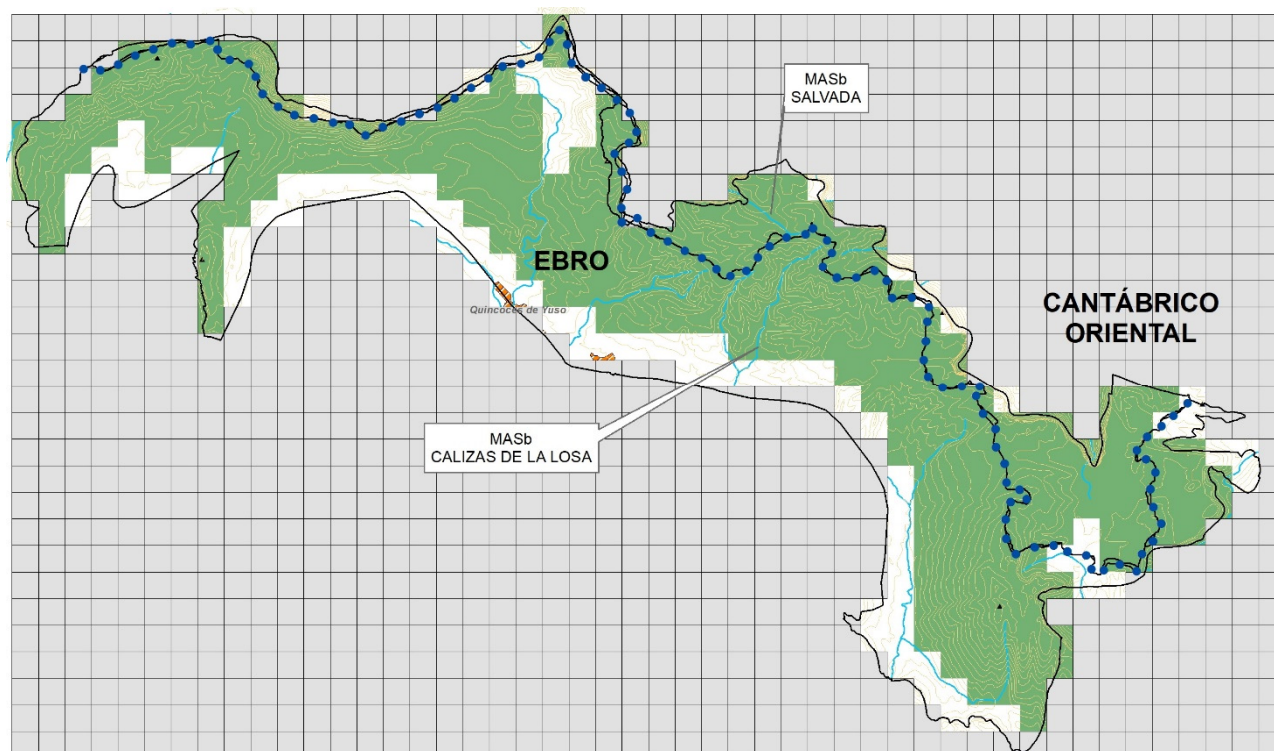 MASb
SALVADA
EBRO
CANTÁBRICO
ORIENTAL
Quincoces de Yuso
MASb
CALIZAS DE LA LOSA